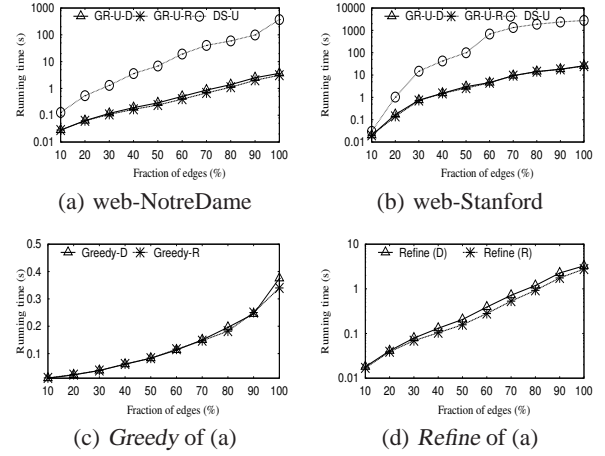 GR-U-D GR-U-R DS-U
Running time (s)
1000
100
10
1
0.1
0.01
10 20 30 40 50 60 70 80 90 100
Fraction of edges (%)
(a) web-NotreDame
GR-U-D GR-U-R DS-U
Running time (s)
10000
1000
100
10
1
0.1
0.01
10 20 30 40 50 60 70 80 90 100
Fraction of edges (%)
(b) web-Stanford
Greedy-D Greedy-R
Running time (s)
0.5
0.4
0.3
0.2
0.1
10 20 30 40 50 60 70 80 90 100
Fraction of edges (%)
(c) Greedy of (a)
Refine (D) Refine (R)
Running time (s)
10
1
0.1
0.01
10 20 30 40 50 60 70 80 90 100
Fraction of edges (%)
(d) Refine of (a)